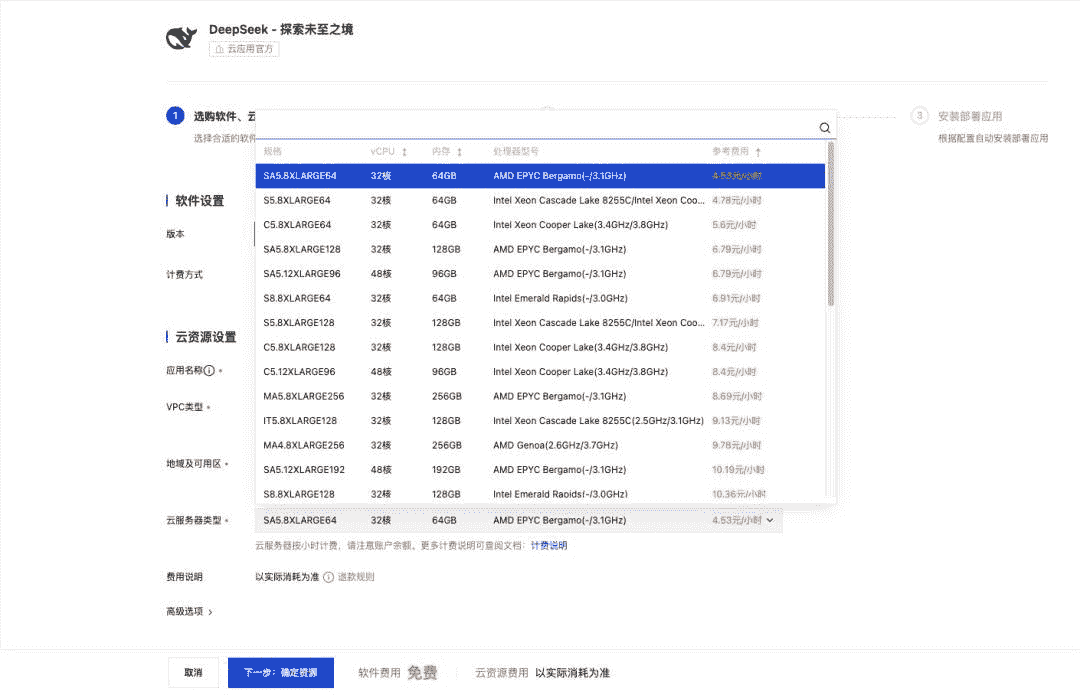 DeepSeek - 探索未至之境
云应用官方
1 选购软件、云
选择合适的软件
3 安装部署应用
根据配置自动安装部署应用
规格 vCPU 内存 处理器型号 参考费用
SA5.8XLARGE64 32核 64GB AMD EPYC Bergamo(-/3.1GHz) 4.53元/小时
S5.8XLARGE64 32核 64GB Intel Xeon Cascade Lake 8255C/Intel Xeon Coo... 4.78元/小时
C5.8XLARGE64 32核 64GB Intel Xeon Cooper Lake(3.4GHz/3.8GHz) 5.6元/小时
SA5.8XLARGE128 32核 128GB AMD EPYC Bergamo(-/3.1GHz) 6.79元/小时
SA5.12XLARGE96 48核 96GB AMD EPYC Bergamo(-/3.1GHz) 6.79元/小时
S8.8XLARGE64 32核 64GB Intel Emerald Rapids(-/3.0GHz) 6.91元/小时
S5.8XLARGE128 32核 128GB Intel Xeon Cascade Lake 8255C/Intel Xeon Coo... 7.17元/小时
C5.8XLARGE128 32核 128GB Intel Xeon Cooper Lake(3.4GHz/3.8GHz) 8.4元/小时
C5.12XLARGE96 48核 96GB Intel Xeon Cooper Lake(3.4GHz/3.8GHz) 8.4元/小时
MA5.8XLARGE256 32核 256GB AMD EPYC Bergamo(-/3.1GHz) 8.69元/小时
IT5.8XLARGE128 32核 128GB Intel Xeon Cascade Lake 8255C(2.5GHz/3.1GHz) 9.13元/小时
MA4.8XLARGE256 32核 256GB AMD Genoa(2.6GHz/3.7GHz) 9.78元/小时
SA5.12XLARGE192 48核 192GB AMD EPYC Bergamo(-/3.1GHz) 10.19元/小时
S8.8XLARGE128 32核 128GB Intel Emerald Rapids(-/3.0GHz) 10.36元/小时
软件设置
版本
计费方式
云资源设置
应用名称 *
VPC类型 *
地域及可用区 *
云服务器类型 * SA5.8XLARGE64 32核 64GB AMD EPYC Bergamo(-/3.1GHz) 4.53元/小时
云服务器按小时计费，请注意账户余额。更多计费说明可查阅文档：计费说明
费用说明 以实际消耗为准 退款规则
高级选项
取消 下一步：确定资源 软件费用 免费 云资源费用 以实际消耗为准